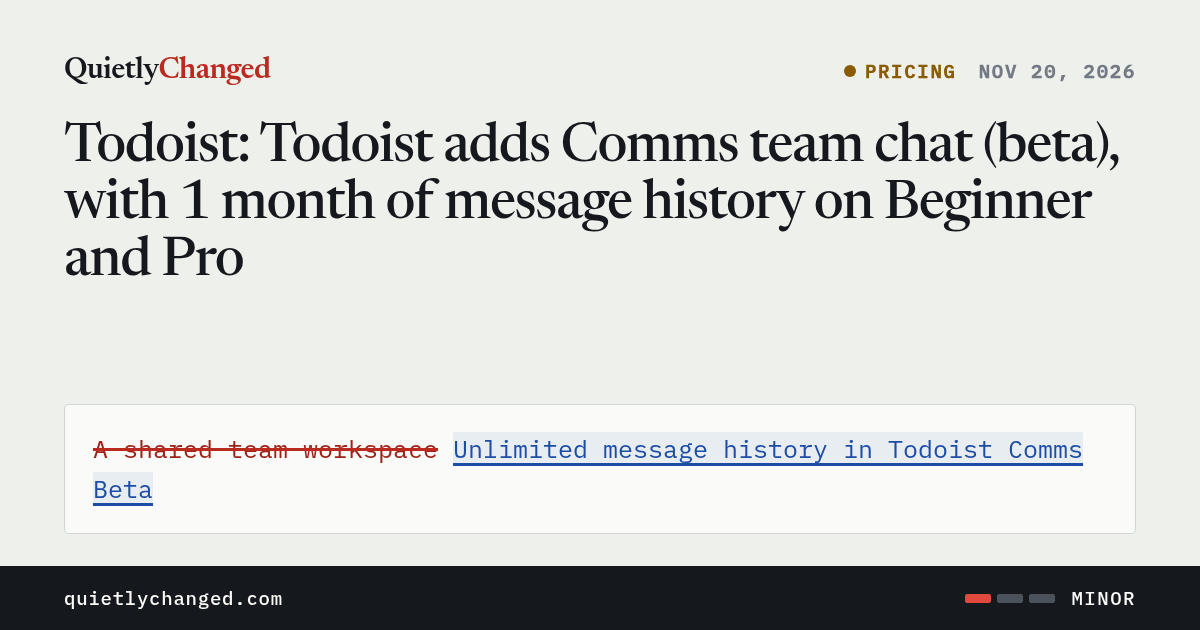 QuietlyChanged
PRICING NOV 20, 2026
Todoist: Todoist adds Comms team chat (beta),
with 1 month of message history on Beginner
and Pro
A shared team workspace Unlimited message history in Todoist Comms
Beta
quietlychanged.com
MINOR